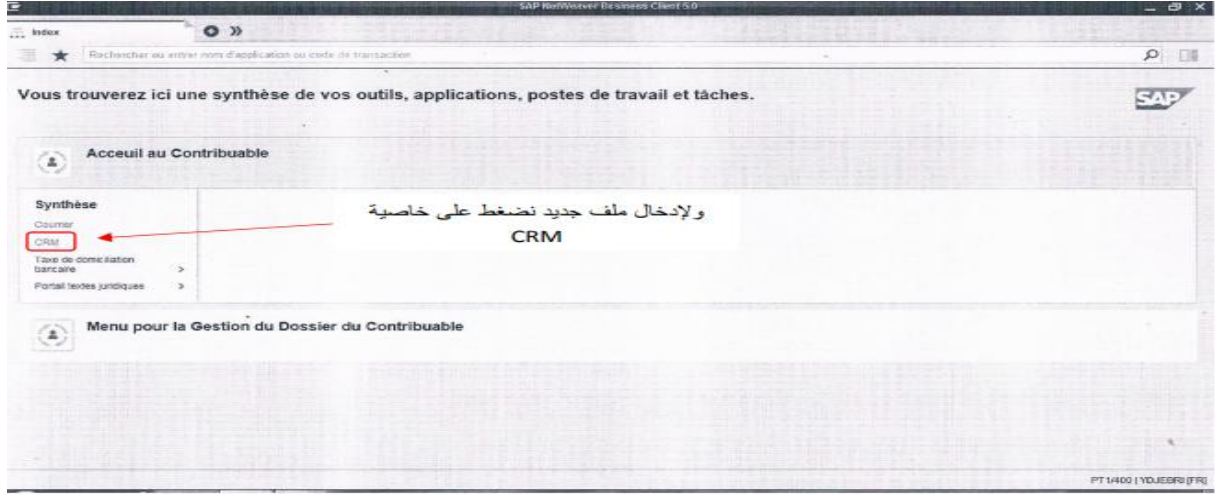 SAP NetWeaver Business Client 5.0
Index
Rechercher ou entrer nom d'application ou code de transaction
Vous trouverez ici une synthèse de vos outils, applications, postes de travail et tâches.
SAP
Acceuil au Contribuable
Synthèse
Courrier
CRM
Taxe de domiciliation
bancaire
Portail textes juridiques
ولإدخال ملف جديد نضغط على خاصية
CRM
Menu pour la Gestion du Dossier du Contribuable
PT 1/400 | YDJEBRI [FR]